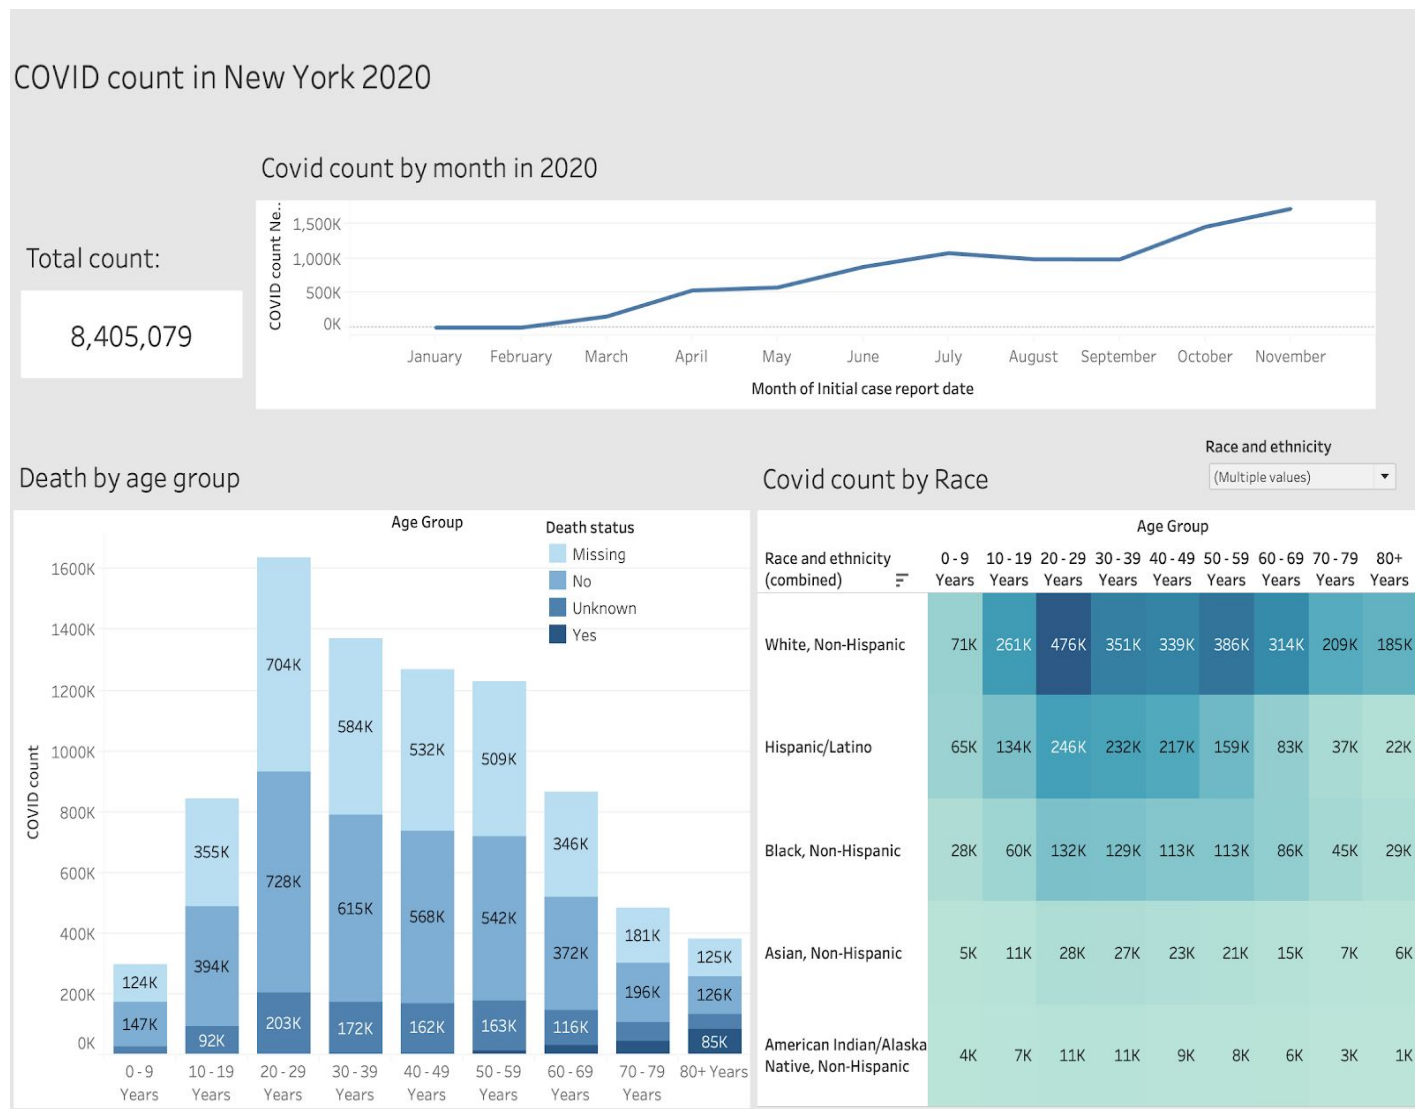 COVID count in New York 2020
Covid count by month in 2020
Total count:
8,405,079
COVID count Ne..
1,500K
1,000K
500K
0K
January February March April May June July August September October November
Month of Initial case report date
Death by age group
Age Group
Death status
Missing
No
Unknown
Yes
COVID count
1600K
1400K
1200K
1000K
800K
600K
400K
200K
0K
124K
147K
355K
394K
92K
704K
728K
203K
584K
615K
172K
532K
568K
162K
509K
542K
163K
346K
372K
116K
181K
196K
125K
126K
85K
0 - 9 10 - 19 20 - 29 30 - 39 40 - 49 50 - 59 60 - 69 70 - 79 80+ Years
Years Years Years Years Years Years Years Years
Covid count by Race
Race and ethnicity
(Multiple values)
Age Group
Race and ethnicity 0 - 9 10 - 19 20 - 29 30 - 39 40 - 49 50 - 59 60 - 69 70 - 79 80+
(combined) Years Years Years Years Years Years Years Years Years
White, Non-Hispanic 71K 261K 476K 351K 339K 386K 314K 209K 185K
Hispanic/Latino 65K 134K 246K 232K 217K 159K 83K 37K 22K
Black, Non-Hispanic 28K 60K 132K 129K 113K 113K 86K 45K 29K
Asian, Non-Hispanic 5K 11K 28K 27K 23K 21K 15K 7K 6K
American Indian/Alaska
Native, Non-Hispanic 4K 7K 11K 11K 9K 8K 6K 3K 1K